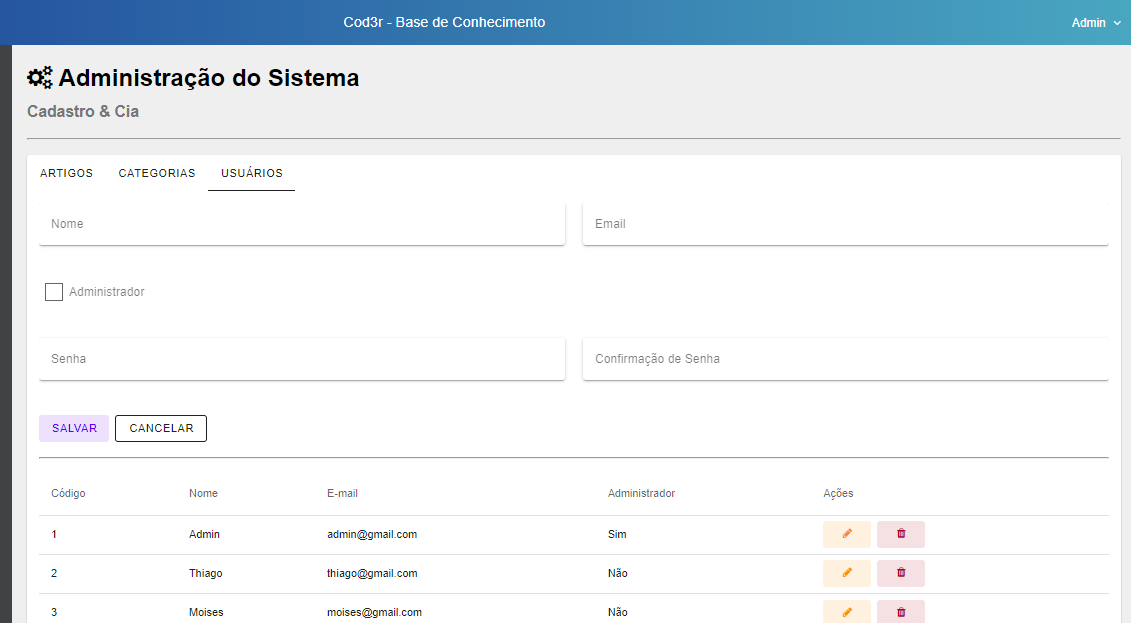 Cod3r - Base de Conhecimento Admin
Administração do Sistema
Cadastro & Cia
ARTIGOS CATEGORIAS USUÁRIOS
Nome Email
Administrador
Senha Confirmação de Senha
SALVAR CANCELAR
Código Nome E-mail Administrador Ações
1 Admin admin@gmail.com Sim
2 Thiago thiago@gmail.com Não
3 Moises moises@gmail.com Não